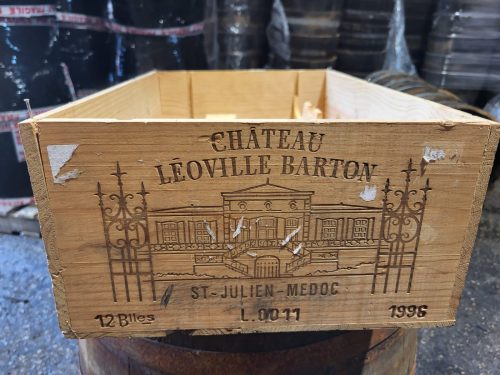 CHÂTEAU
LÉOVILLE BARTON
ST-JULIEN-MEDOC
12 Blles L.0011 1996